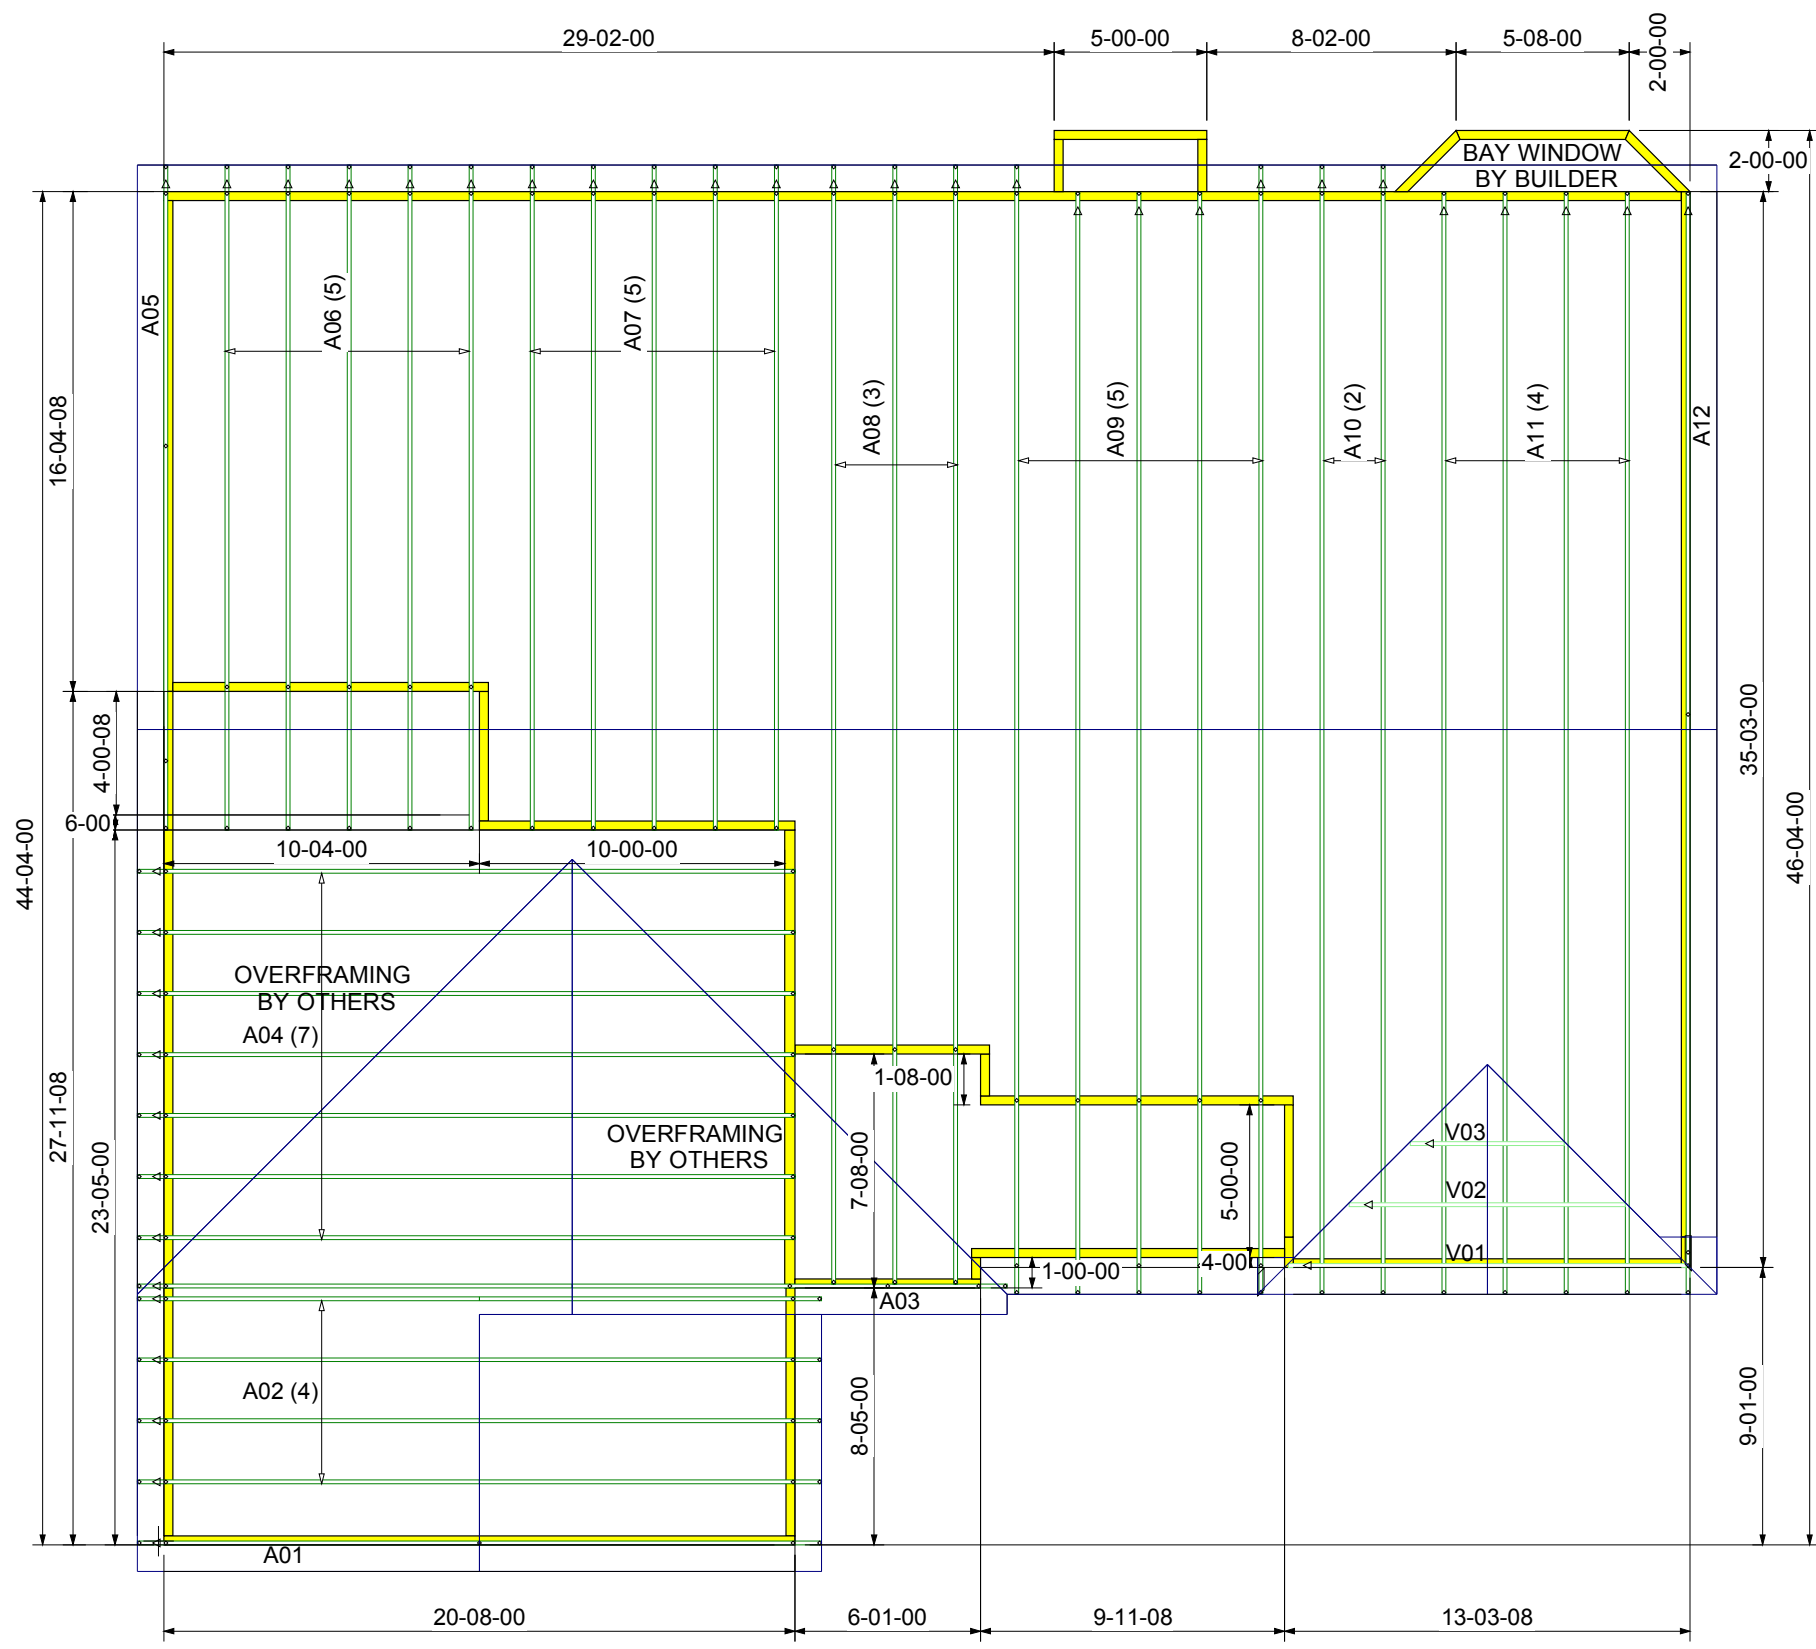 29-02-00
5-00-00
8-02-00
5-08-00
2-00-00
BAY WINDOW
BY BUILDER
2-00-00
A05
A06 (5)
A07 (5)
A08 (3)
A09 (5)
A10 (2)
A11 (4)
A12
16-04-08
4-00-08
6-00
44-04-00
27-11-08
23-05-00
35-03-00
46-04-00
10-04-00
10-00-00
OVERFRAMING
BY OTHERS
A04 (7)
OVERFRAMING
BY OTHERS
1-08-00
7-08-00
5-00-00
V03
V02
V01
4-00
1-00-00
A03
A02 (4)
8-05-00
9-01-00
A01
20-08-00
6-01-00
9-11-08
13-03-08